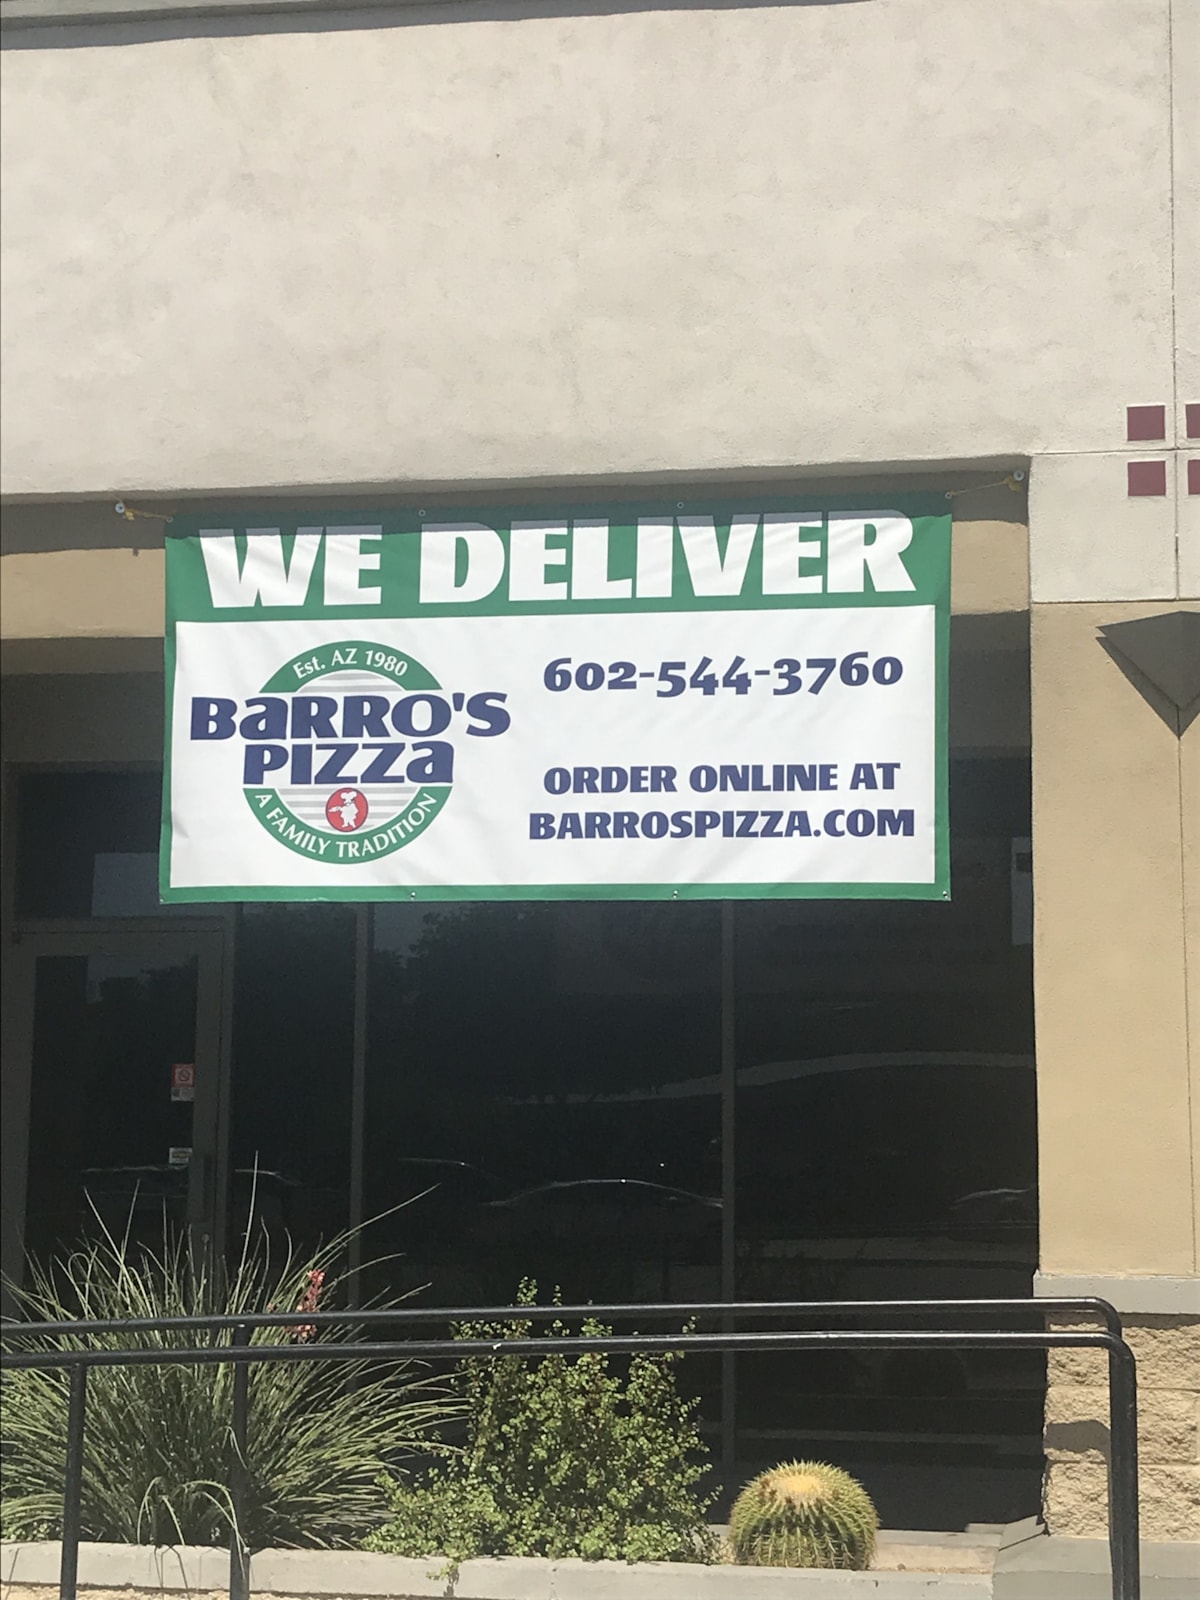 WE DELIVER
Est. AZ 1980
BARRO'S
PIZZA
A FAMILY TRADITION
602-544-3760
ORDER ONLINE AT
BARROSPIZZA.COM